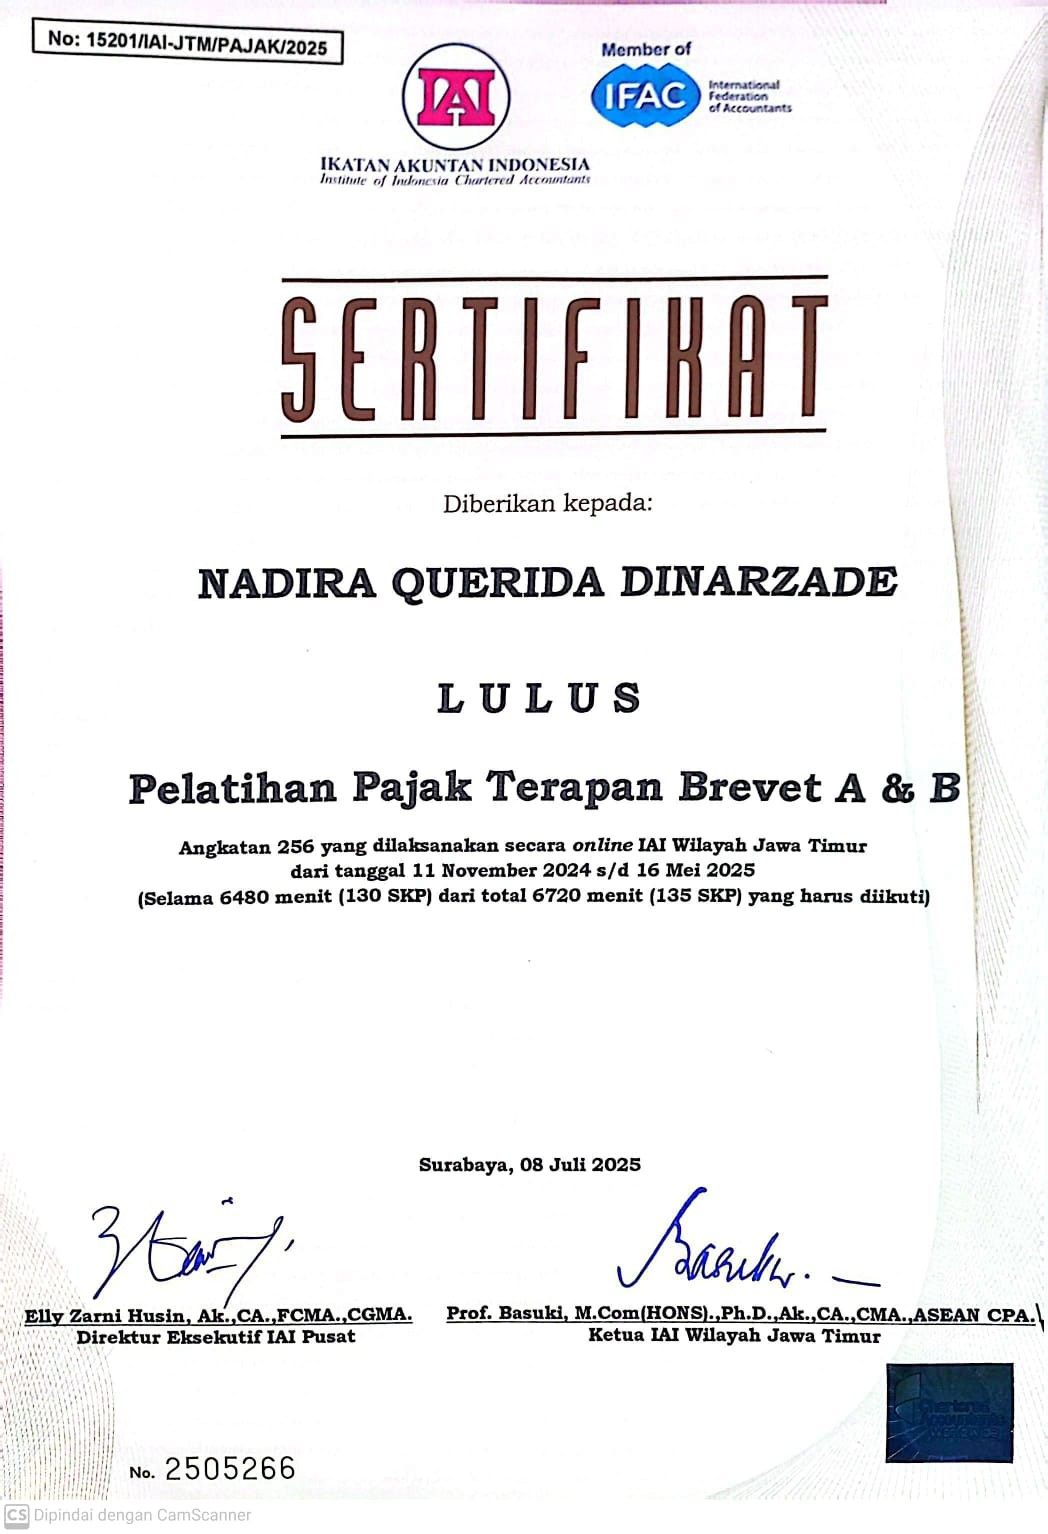 No: 15201/IAI-JTM/PAJAK/2025
IAI
IKATAN AKUNTAN INDONESIA
Institute of Indonesia Chartered Accountants
Member of
IFAC
International
Federation
of Accountants
SERTIFIKAT
Diberikan kepada:
NADIRA QUERIDA DINARZADE
L U L U S
Pelatihan Pajak Terapan Brevet A & B
Angkatan 256 yang dilaksanakan secara online IAI Wilayah Jawa Timur
dari tanggal 11 November 2024 s/d 16 Mei 2025
(Selama 6480 menit (130 SKP) dari total 6720 menit (135 SKP) yang harus diikuti)
Surabaya, 08 Juli 2025
Elly Zarni Husin, Ak.,CA.,FCMA.,CGMA.
Direktur Eksekutif IAI Pusat
Prof. Basuki, M.Com(HONS).,Ph.D.,Ak.,CA.,CMA.,ASEAN CPA.
Ketua IAI Wilayah Jawa Timur
Chartered
Accountants
WORLDWIDE
No. 2505266
CS Dipindai dengan CamScanner